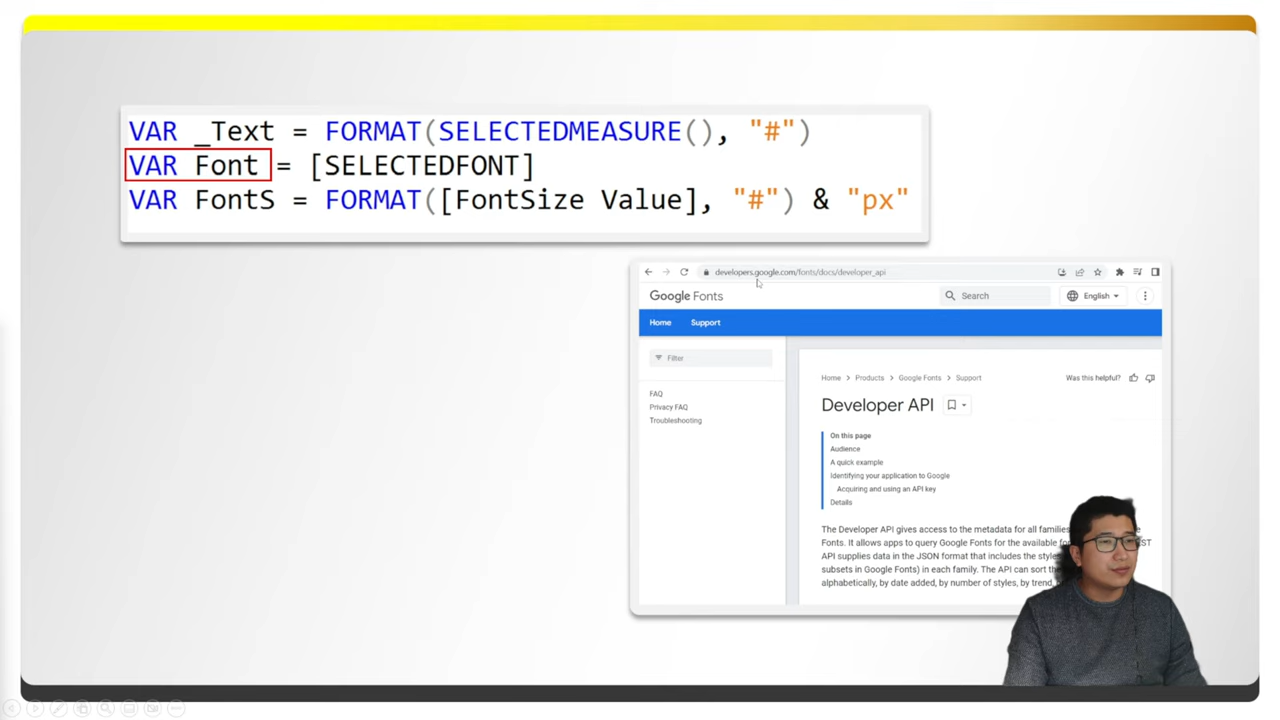 VAR _Text = FORMAT(SELECTEDMEASURE(), "#")
VAR Font = [SELECTEDFONT]
VAR FontS = FORMAT([FontSize Value], "#") & "px"
developers.google.com/fonts/docs/developer_api
Google Fonts
Search
English
Home Support
Filter
FAQ
Privacy FAQ
Troubleshooting
Home > Products > Google Fonts > Support
Was this helpful?
Developer API
On this page
Audience
A quick example
Identifying your application to Google
Acquiring and using an API key
Details
The Developer API gives access to the metadata for all families
Fonts. It allows apps to query Google Fonts for the available
API supplies data in the JSON format that includes the
subsets in Google Fonts) in each family. The API can sort
alphabetically, by date added, by number of styles, by trend,